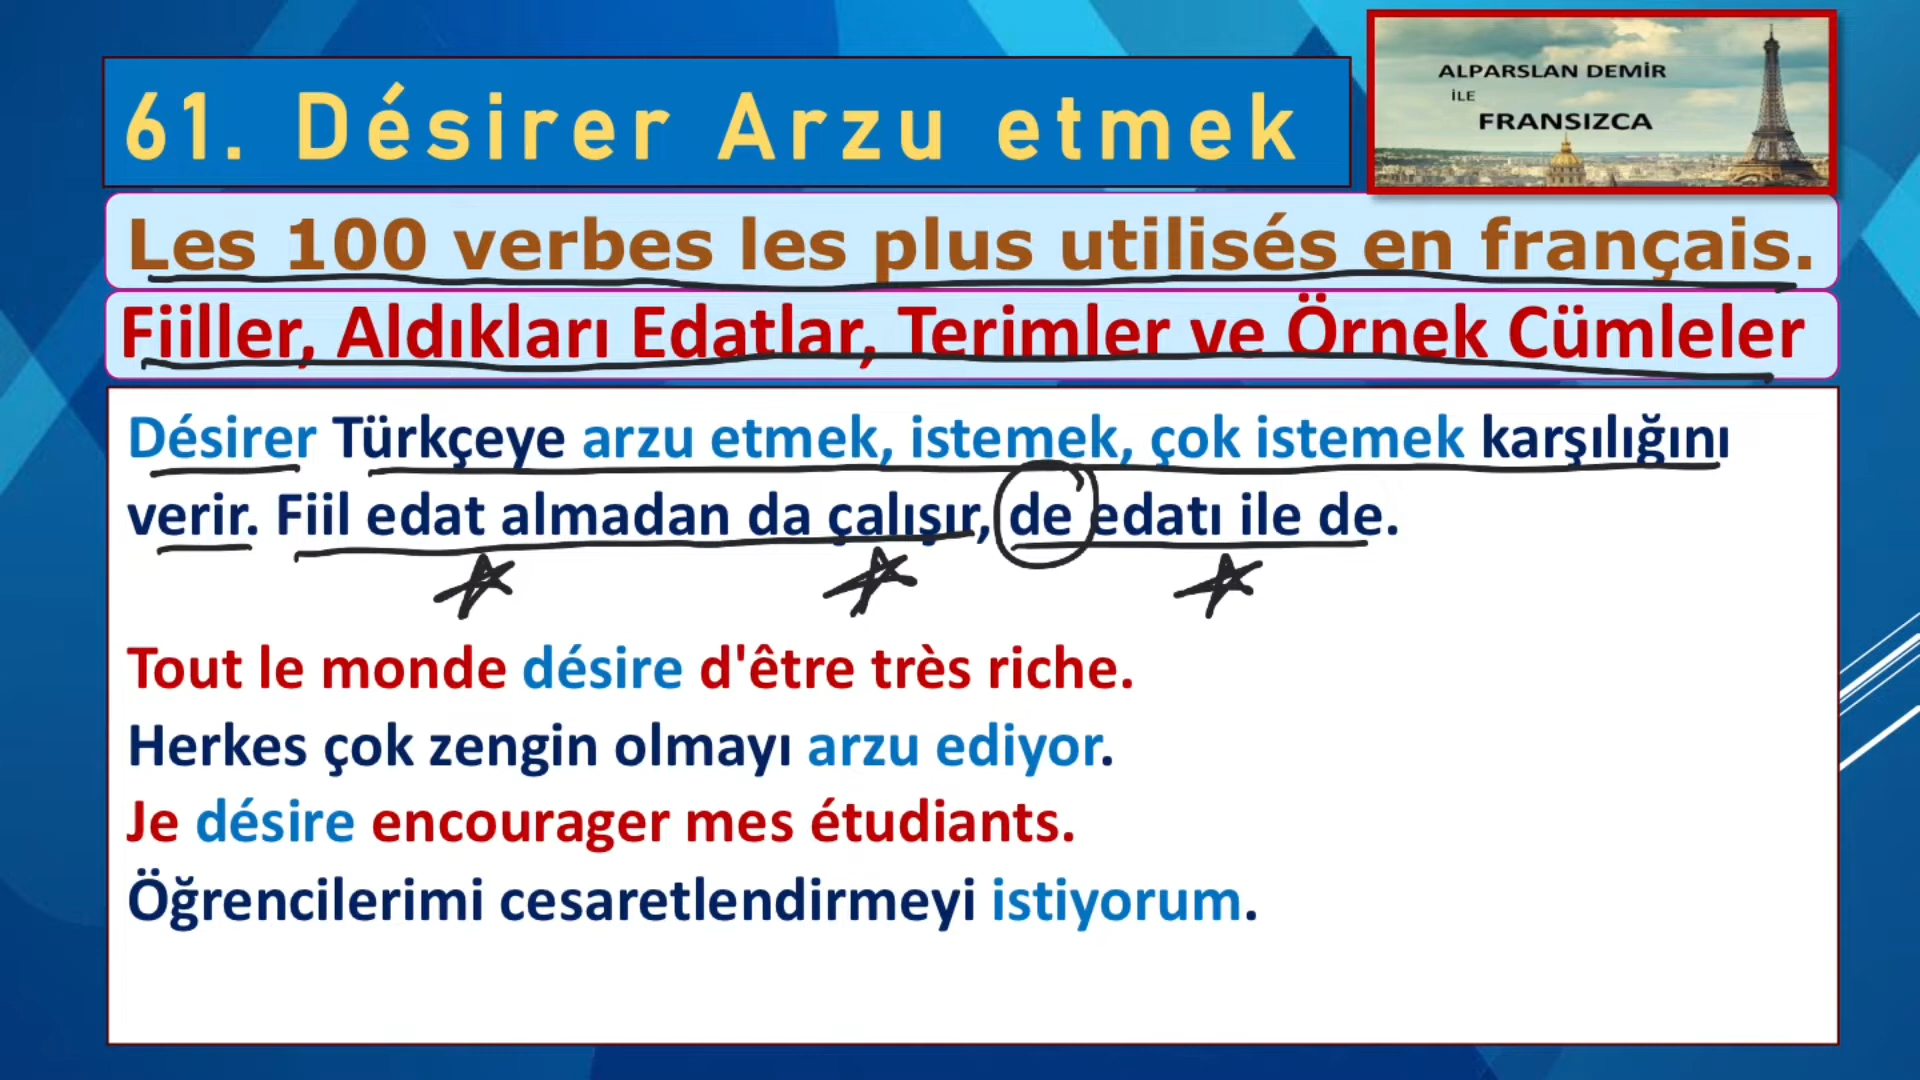 61. Désirer Arzu etmek
ALPARSLAN DEMİR
İLE
FRANSIZCA
Les 100 verbes les plus utilisés en français.
Fiiller, Aldıkları Edatlar, Terimler ve Örnek Cümleler
Désirer Türkçeye arzu etmek, istemek, çok istemek karşılığını
verir. Fiil edat almadan da çalışır, de edatı ile de.
Tout le monde désire d'être très riche.
Herkes çok zengin olmayı arzu ediyor.
Je désire encourager mes étudiants.
Öğrencilerimi cesaretlendirmeyi istiyorum.